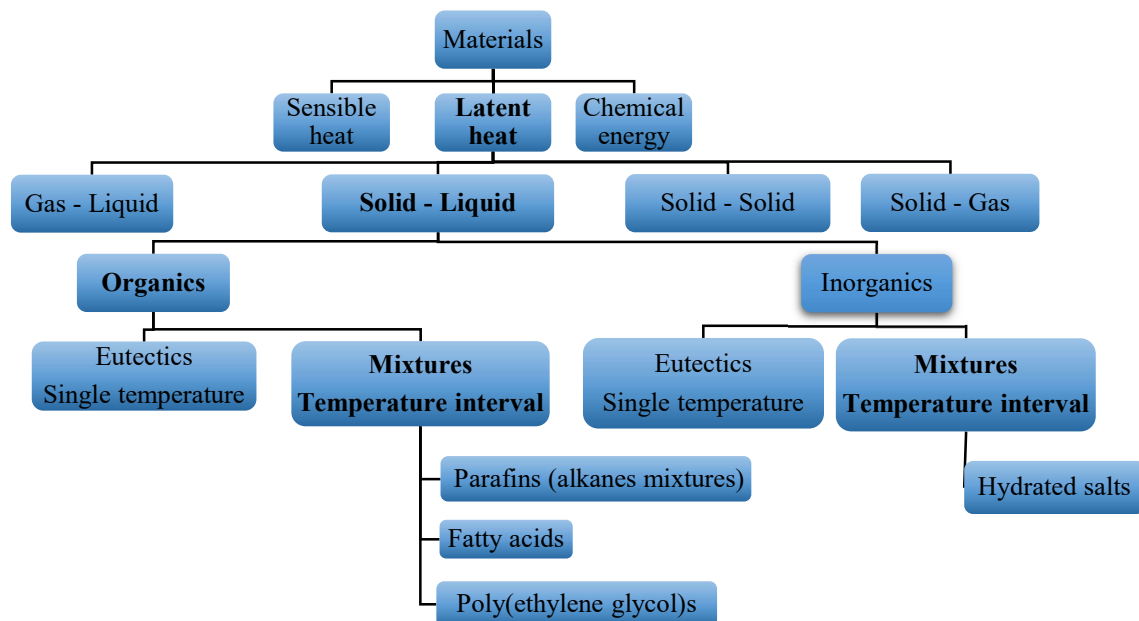 Materials
Sensible
heat
Latent
heat
Chemical
energy
Gas - Liquid
Solid - Liquid
Solid - Solid
Solid - Gas
Organics
Inorganics
Eutectics
Single temperature
Mixtures
Temperature interval
Eutectics
Single temperature
Mixtures
Temperature interval
Parafins (alkanes mixtures)
Hydrated salts
Fatty acids
Poly(ethylene glycol)s